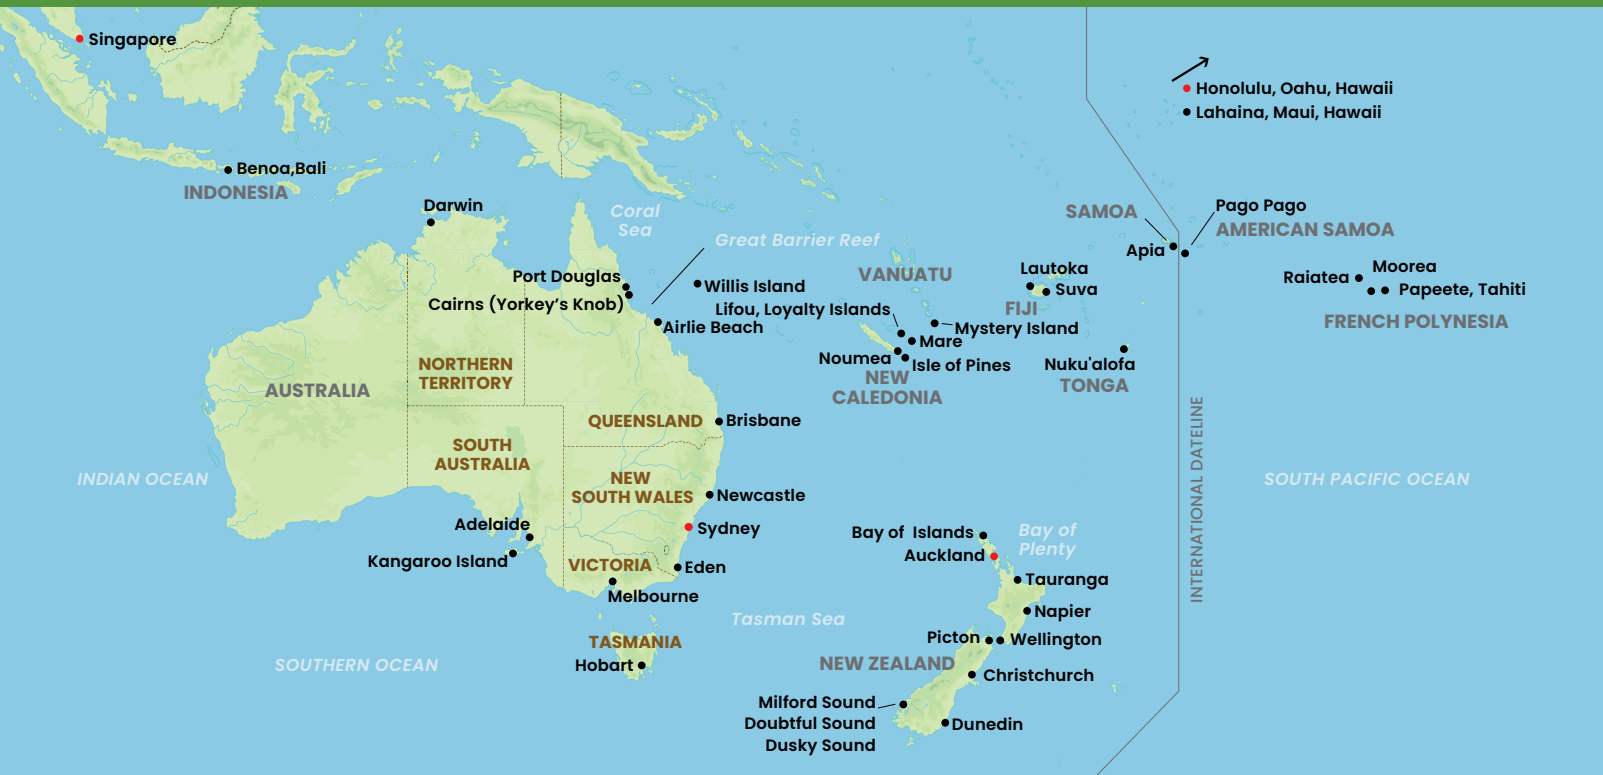 Singapore
Honolulu, Oahu, Hawaii
Lahaina, Maui, Hawaii
Benoa,Bali
INDONESIA
Darwin
Coral
Sea
Great Barrier Reef
SAMOA
Pago Pago
AMERICAN SAMOA
Apia
Port Douglas
Cairns (Yorkey's Knob)
Willis Island
Airlie Beach
VANUATU
Lifou, Loyalty Islands
Lautoka
Suva
FIJI
Mystery Island
Mare
Noumea
Isle of Pines
NEW
CALEDONIA
Nuku'alofa
TONGA
Raiatea
Moorea
Papeete, Tahiti
FRENCH POLYNESIA
NORTHERN
TERRITORY
AUSTRALIA
QUEENSLAND
Brisbane
SOUTH
AUSTRALIA
NEW
SOUTH WALES
Newcastle
INDIAN OCEAN
INTERNATIONAL DATELINE
SOUTH PACIFIC OCEAN
Adelaide
Kangaroo Island
Sydney
VICTORIA
Eden
Melbourne
Bay of Islands
Auckland
Bay of
Plenty
Tauranga
Napier
Tasman Sea
TASMANIA
Hobart
SOUTHERN OCEAN
Picton
Wellington
NEW ZEALAND
Christchurch
Milford Sound
Doubtful Sound
Dusky Sound
Dunedin